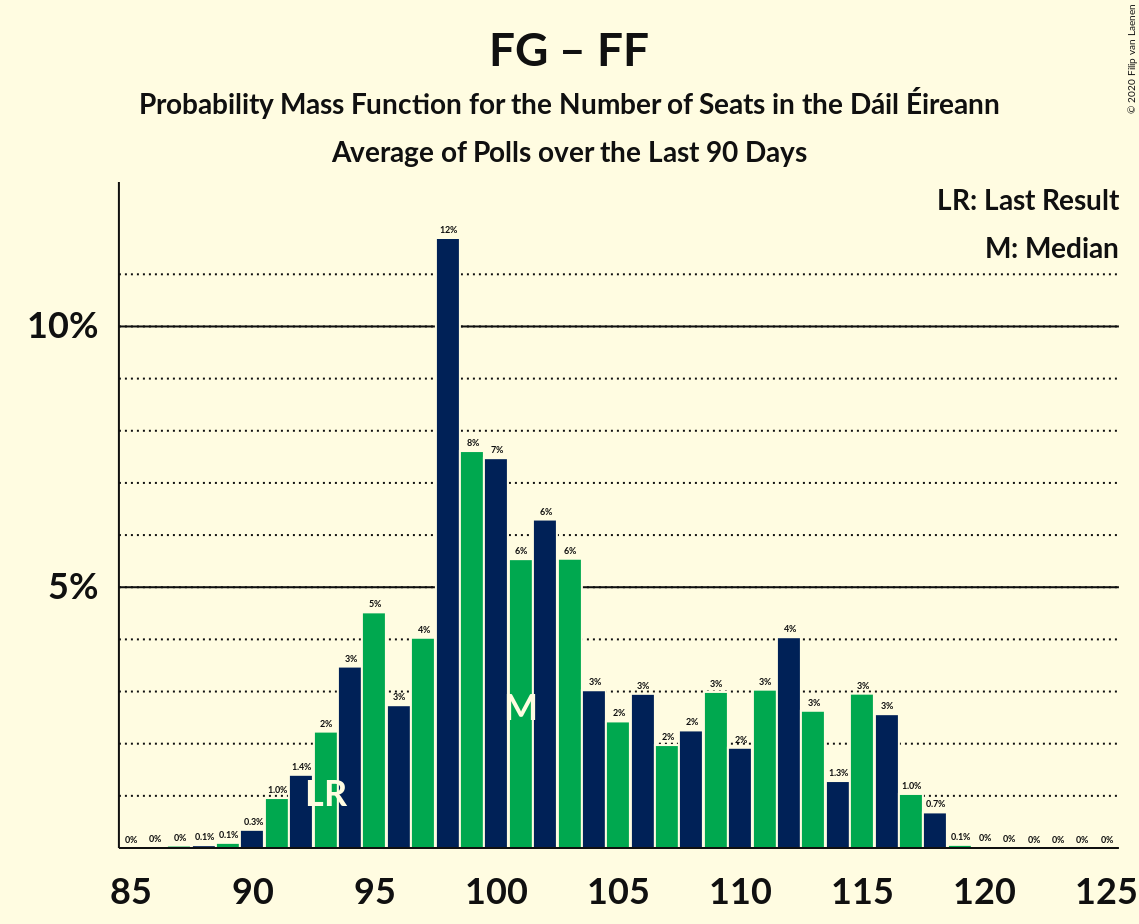 FG – FF
Probability Mass Function for the Number of Seats in the Dáil Éireann
Average of Polls over the Last 90 Days
© 2020 Filip van Laenen
LR: Last Result
M: Median
10%
5%
0% 0% 0% 0.1% 0.1% 0.3% 1.0% 1.4% 2% 3% 5% 3% 4% 12% 8% 7% 6% 6% 6% 3% 2% 3% 2% 2% 3% 2% 3% 4% 3% 1.3% 3% 3% 1.0% 0.7% 0.1% 0% 0% 0% 0% 0% 0%
M
LR
85 90 95 100 105 110 115 120 125